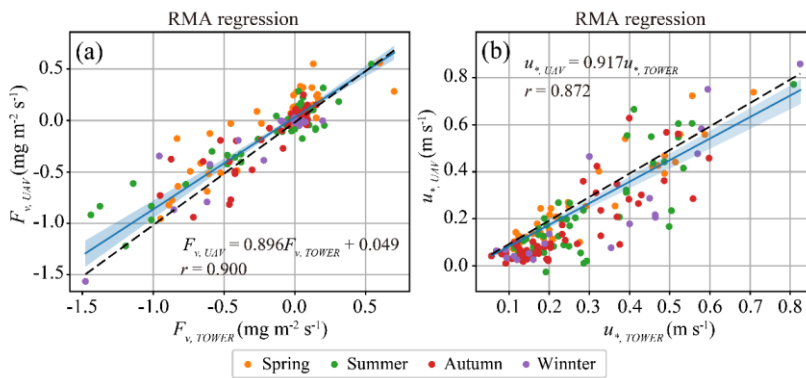 RMA regression
(a)
0.5
0.0
-0.5
-1.0
-1.5
F_v, UAV (mg m⁻² s⁻¹)
F_v, UAV = 0.896F_v, TOWER + 0.049
r = 0.900
-1.5 -1.0 -0.5 0.0 0.5
F_v, TOWER (mg m⁻² s⁻¹)
RMA regression
(b)
u_*, UAV = 0.917u_*, TOWER
r = 0.872
0.8
0.6
0.4
0.2
0.0
u_*, UAV (m s⁻¹)
0.1 0.2 0.3 0.4 0.5 0.6 0.7 0.8
u_*, TOWER (m s⁻¹)
Spring Summer Autumn Winnter